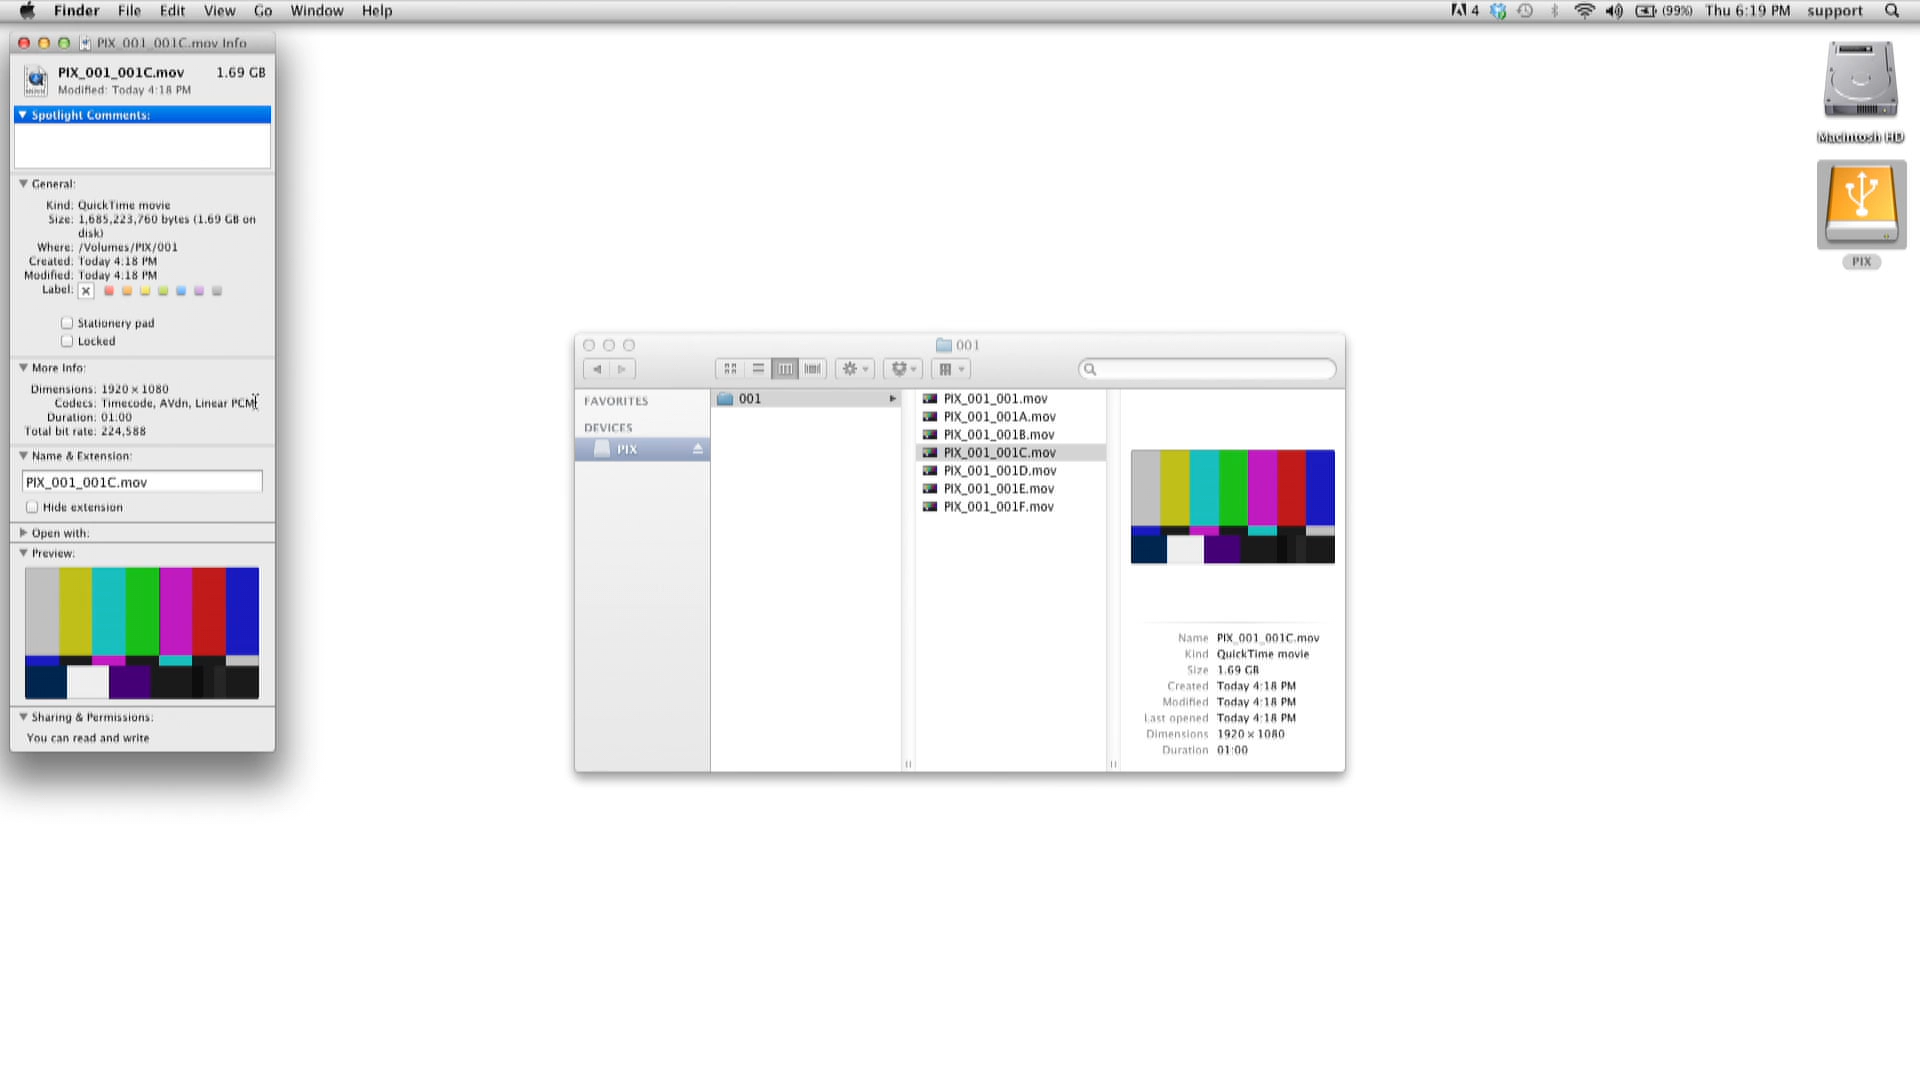 Finder File Edit View Go Window Help
4 (99%) Thu 6:19 PM support
PIX_001_001C.mov Info
PIX_001_001C.mov 1.69 GB
Modified: Today 4:18 PM
Spotlight Comments:
General:
Kind: QuickTime movie
Size: 1,685,223,760 bytes (1.69 GB on
disk)
Where: /Volumes/PIX/001
Created: Today 4:18 PM
Modified: Today 4:18 PM
Label:
Stationery pad
Locked
More Info:
Dimensions: 1920 × 1080
Codecs: Timecode, AVdn, Linear PCM
Duration: 01:00
Total bit rate: 224,588
Name & Extension:
PIX_001_001C.mov
Hide extension
Open with:
Preview:
Sharing & Permissions:
You can read and write
001
FAVORITES
DEVICES
PIX
001
PIX_001_001.mov
PIX_001_001A.mov
PIX_001_001B.mov
PIX_001_001C.mov
PIX_001_001D.mov
PIX_001_001E.mov
PIX_001_001F.mov
Name PIX_001_001C.mov
Kind QuickTime movie
Size 1.69 GB
Created Today 4:18 PM
Modified Today 4:18 PM
Last opened Today 4:18 PM
Dimensions 1920 × 1080
Duration 01:00
Macintosh HD
PIX